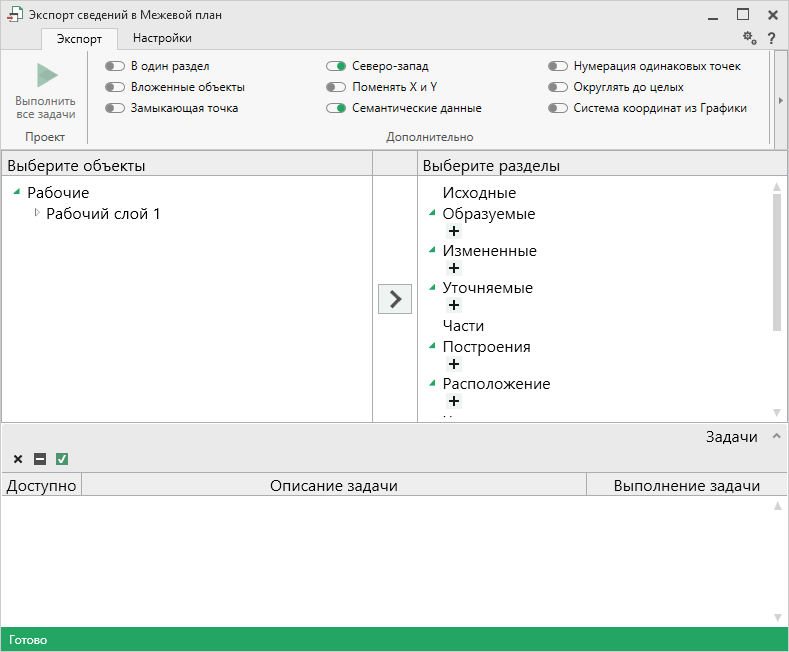 Экспорт сведений в Межевой план
Экспорт Настройки
?
В один раздел Северо-запад Нумерация одинаковых точек
Вложенные объекты Поменять X и Y Округлять до целых
Выполнить
все задачи
Замыкающая точка Семантические данные Система координат из Графики
Проект Дополнительно
Выберите объекты Выберите разделы
Рабочие Исходные
Рабочий слой 1 Образуемые
+
Измененные
+
Уточняемые
+
Части
Построения
+
Расположение
+
Задачи
Доступно Описание задачи Выполнение задачи
Готово